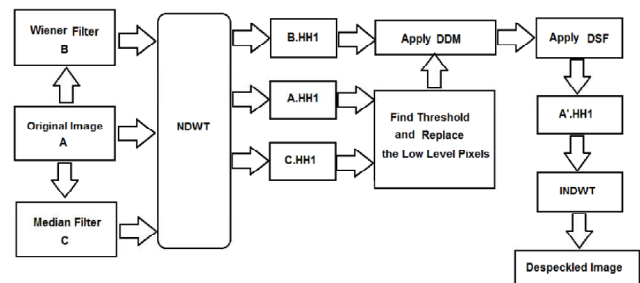 Wiener Filter
B
Original Image
A
Median Filter
C
NDWT
B.HH1
A.HH1
C.HH1
Apply DDM
Find Threshold
and Replace
the Low Level Pixels
Apply DSF
A'.HH1
INDWT
Despeckled Image